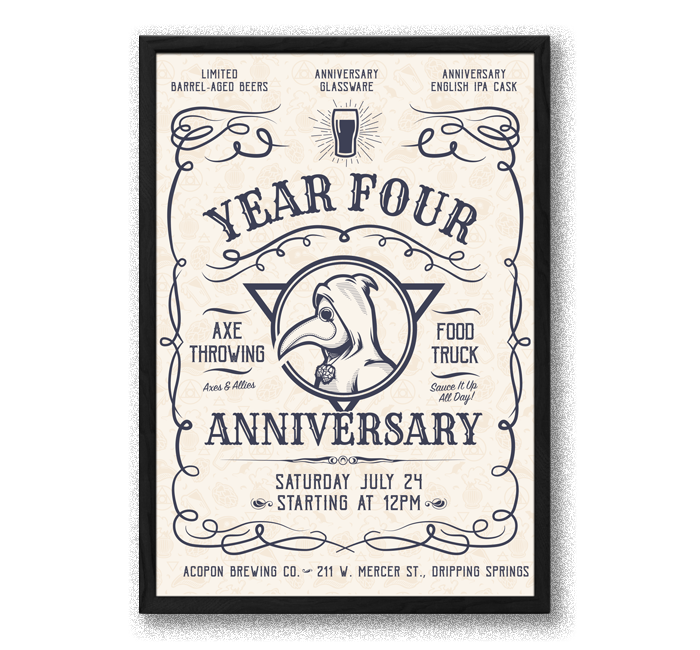 LIMITED
BARREL-AGED BEERS
ANNIVERSARY
GLASSWARE
ANNIVERSARY
ENGLISH IPA CASK
YEAR FOUR
AXE
THROWING
Axes & Allies
FOOD
TRUCK
Sauce It Up
All Day!
ANNIVERSARY
SATURDAY JULY 24
STARTING AT 12PM
ACOPON BREWING CO. ~ 211 W. MERCER ST., DRIPPING SPRINGS